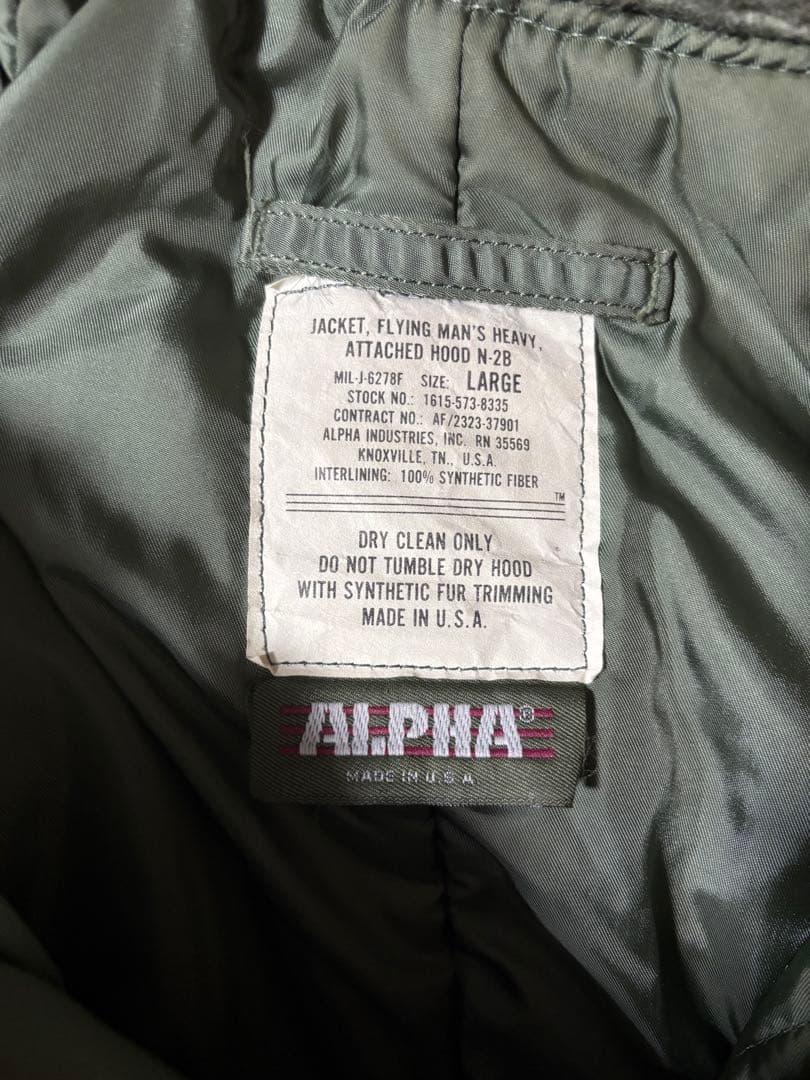 JACKET, FLYING MAN'S HEAVY,
ATTACHED HOOD N-2B
MIL-J-6278F SIZE: LARGE
STOCK NO.: 1615-573-8335
CONTRACT NO.: AF/2323-37901
ALPHA INDUSTRIES, INC. RN 35569
KNOXVILLE, TN., U.S.A.
INTERLINING: 100% SYNTHETIC FIBER
TM
DRY CLEAN ONLY
DO NOT TUMBLE DRY HOOD
WITH SYNTHETIC FUR TRIMMING
MADE IN U.S.A.
ALPHA®
MADE IN U.S.A.